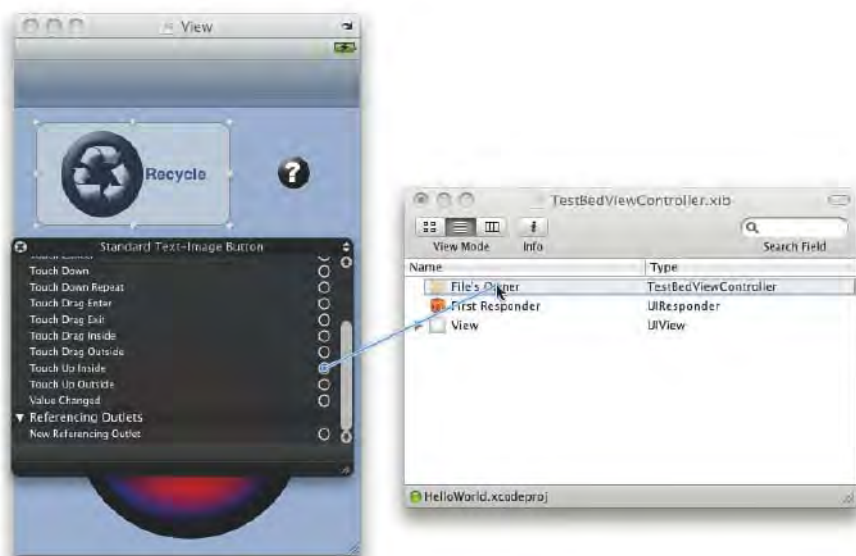 View
Recycle
?
Standard Text-Image Button
Touch Cancel
Touch Down
Touch Down Repeat
Touch Drag Enter
Touch Drag Exit
Touch Drag Inside
Touch Drag Outside
Touch Up Inside
Touch Up Outside
Value Changed
Referencing Outlets
New Referencing Outlet
TestBedViewController.xib
View Mode
Info
Search Field
Name
Type
File's Owner
TestBedViewController
First Responder
UIResponder
View
UIView
HelloWorld.xcodeproj